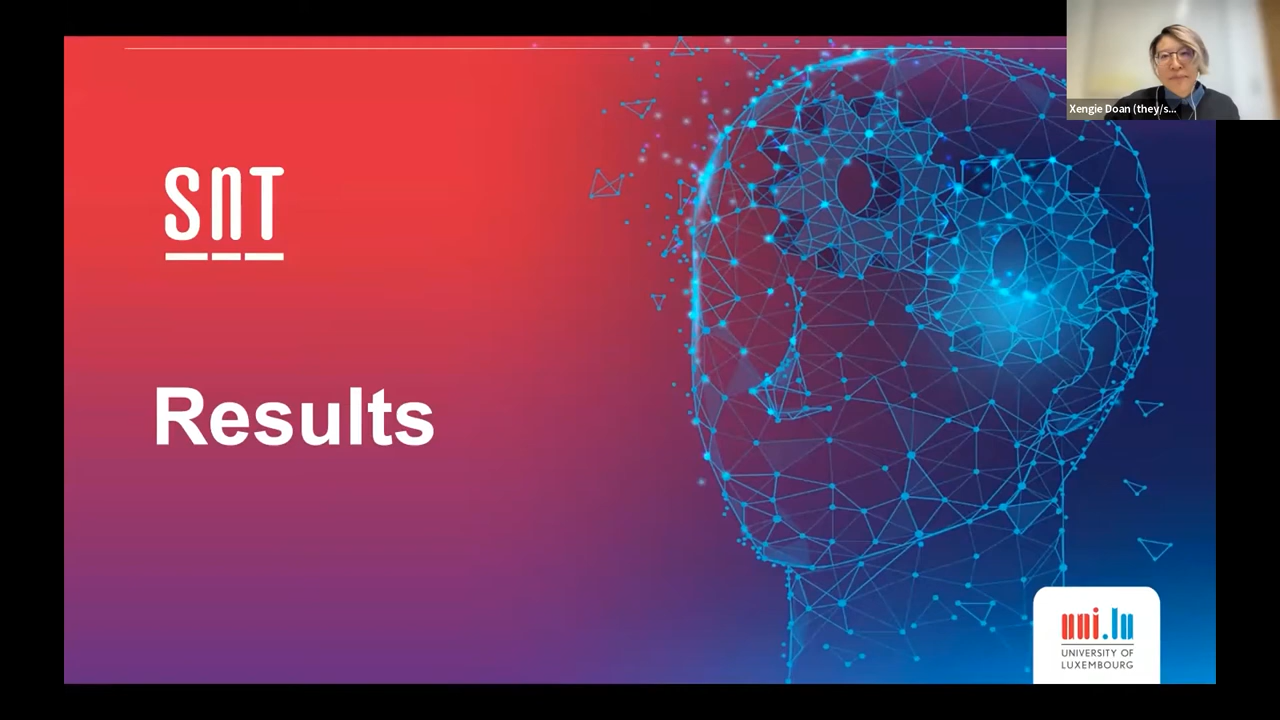 Xengie Doan (they/s...
SNT
Results
uni.lu
UNIVERSITY OF
LUXEMBOURG